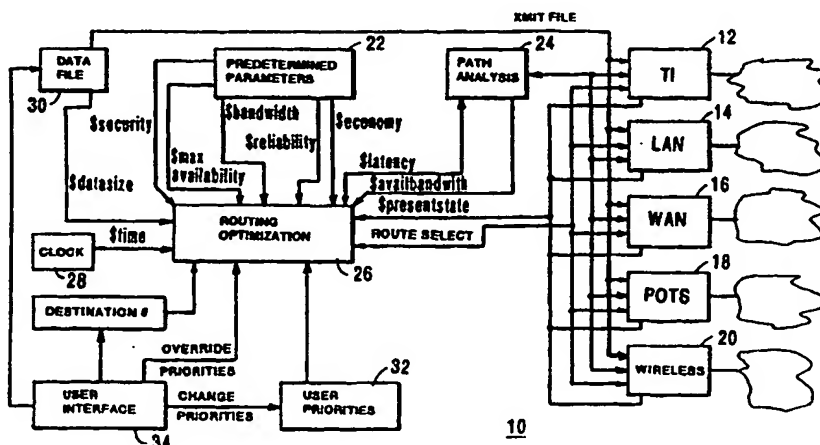 XMIT FILE
DATA FILE
30
PREDETERMINED PARAMETERS
22
PATH ANALYSIS
24
TI
12
$security
$max availability
$bandwidth
$reliability
$economy
$latency
$availbandwith
$presentstate
$datasize
LAN
14
WAN
16
ROUTING OPTIMIZATION
26
ROUTE SELECT
CLOCK
28
$time
POTS
18
DESTINATION #
WIRELESS
20
OVERRIDE PRIORITIES
USER INTERFACE
34
CHANGE PRIORITIES
USER PRIORITIES
32
10